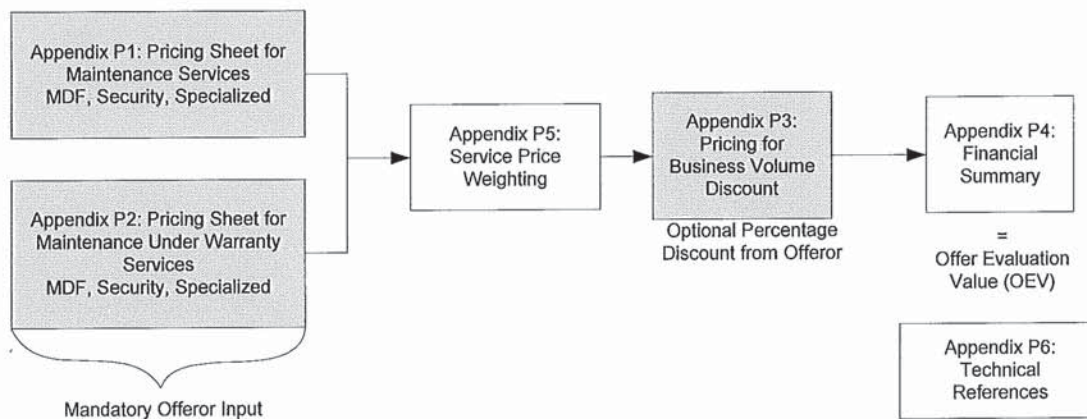 Appendix P1: Pricing Sheet for
Maintenance Services
MDF, Security, Specialized
Appendix P2: Pricing Sheet for
Maintenance Under Warranty
Services
MDF, Security, Specialized
Mandatory Offeror Input
Appendix P5:
Service Price
Weighting
Appendix P3:
Pricing for
Business Volume
Discount
Optional Percentage
Discount from Offeror
Appendix P4:
Financial
Summary
=
Offer Evaluation
Value (OEV)
Appendix P6:
Technical
References